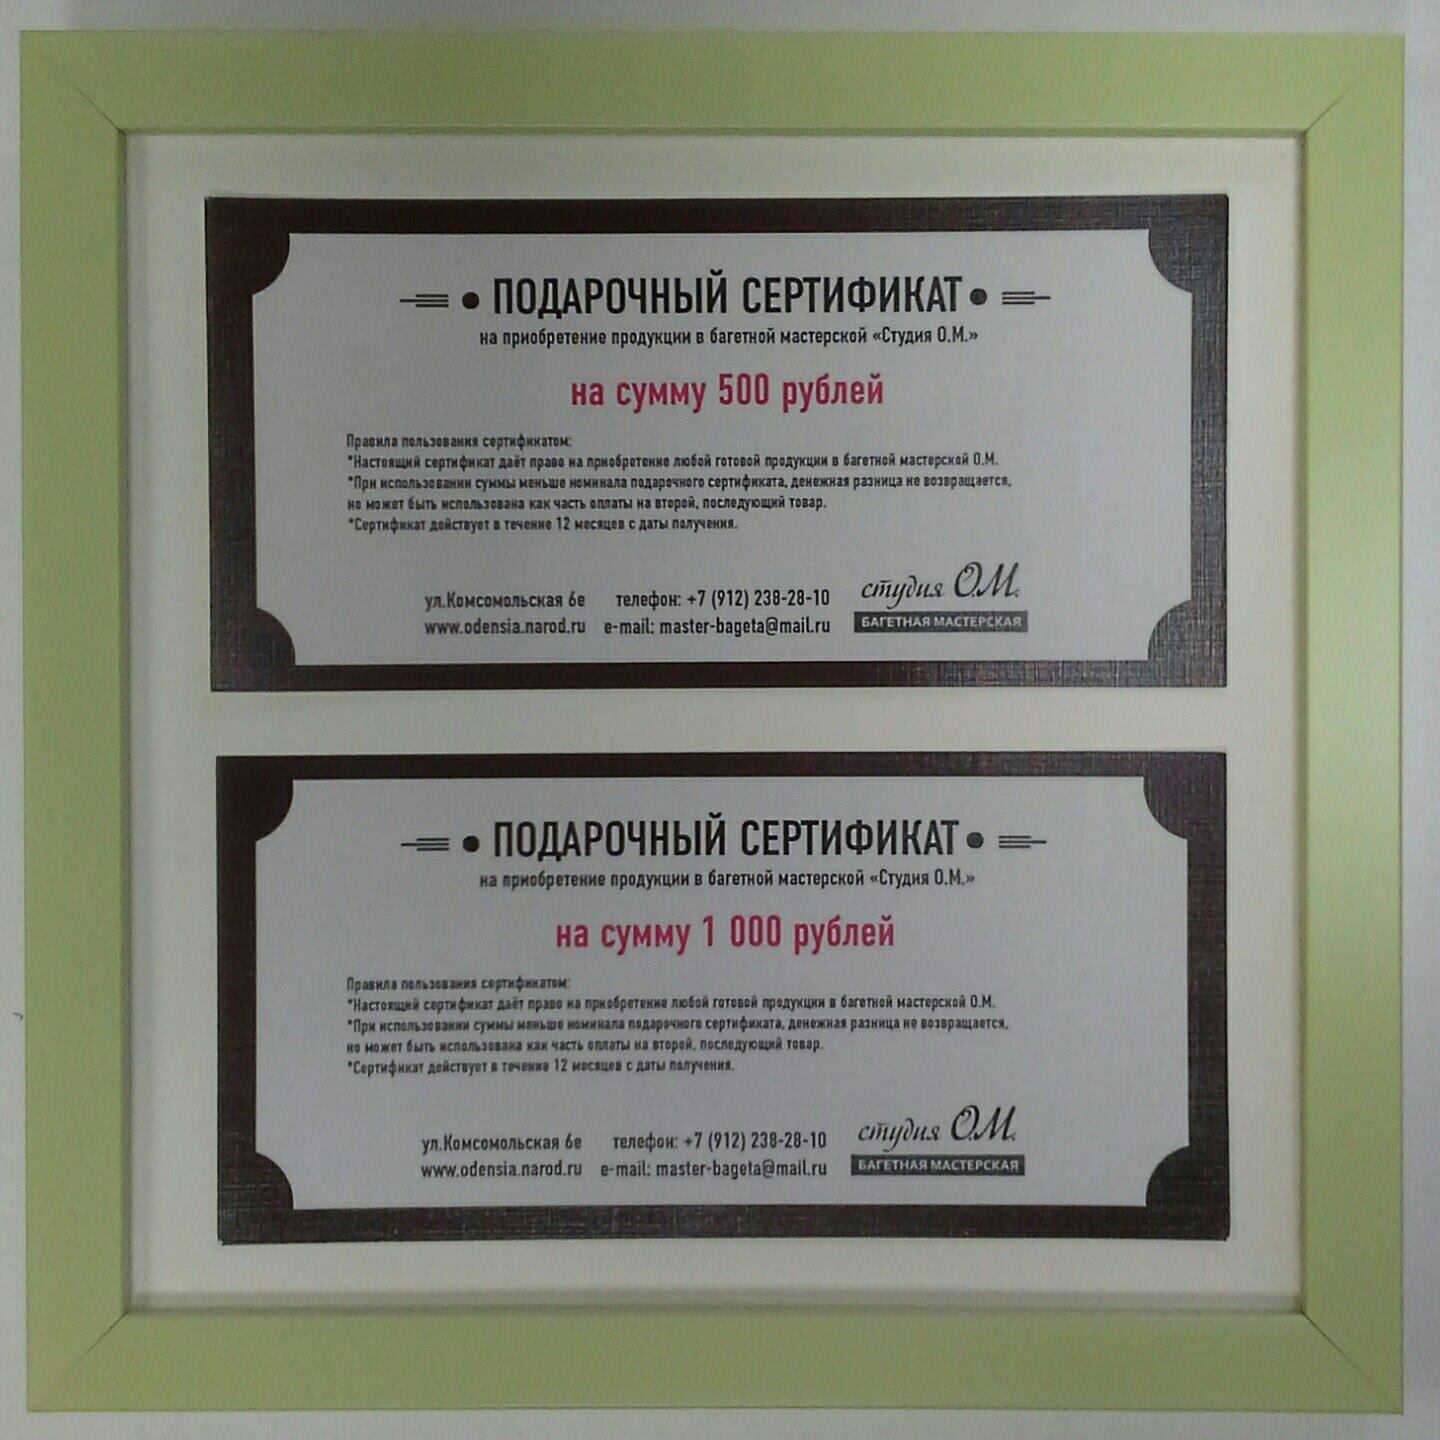 ПОДАРОЧНЫЙ СЕРТИФИКАТ
на приобретение продукции в багетной мастерской «Студия О.М.»
на сумму 500 рублей
Правила пользования сертификатом:
*Настоящий сертификат даёт право на приобретение любой готовой продукции в багетной мастерской О.М.
*При использовании суммы меньше номинала подарочного сертификата, денежная разница не возвращается,
но может быть использована как часть оплаты на второй, последующий товар.
*Сертификат действует в течение 12 месяцев с даты получения.
ул.Комсомольская 6е телефон: +7 (912) 238-28-10
www.odensia.narod.ru e-mail: master-bageta@mail.ru
студия О.М.
БАГЕТНАЯ МАСТЕРСКАЯ
ПОДАРОЧНЫЙ СЕРТИФИКАТ
на приобретение продукции в багетной мастерской «Студия О.М.»
на сумму 1 000 рублей
Правила пользования сертификатом:
*Настоящий сертификат даёт право на приобретение любой готовой продукции в багетной мастерской О.М.
*При использовании суммы меньше номинала подарочного сертификата, денежная разница не возвращается,
но может быть использована как часть оплаты на второй, последующий товар.
*Сертификат действует в течение 12 месяцев с даты получения.
ул.Комсомольская 6е телефон: +7 (912) 238-28-10
www.odensia.narod.ru e-mail: master-bageta@mail.ru
студия О.М.
БАГЕТНАЯ МАСТЕРСКАЯ